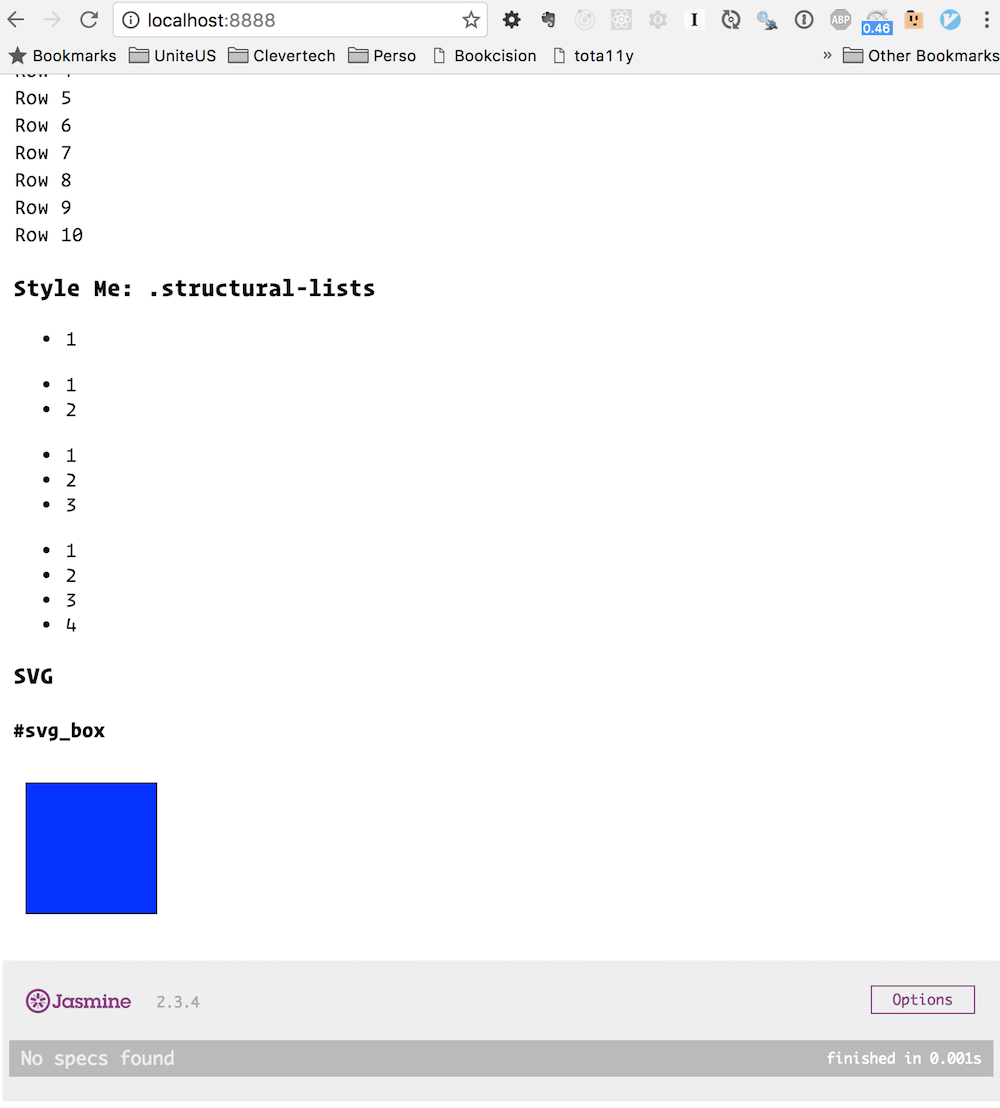 localhost:8888
I
ABP
0.46
Bookmarks UniteUS Clevertech Perso Bookcision tota11y » Other Bookmarks
Row 5
Row 6
Row 7
Row 8
Row 9
Row 10
Style Me: .structural-lists
• 1
• 1
• 2
• 1
• 2
• 3
• 1
• 2
• 3
• 4
SVG
#svg_box
Jasmine 2.3.4 Options
No specs found finished in 0.001s